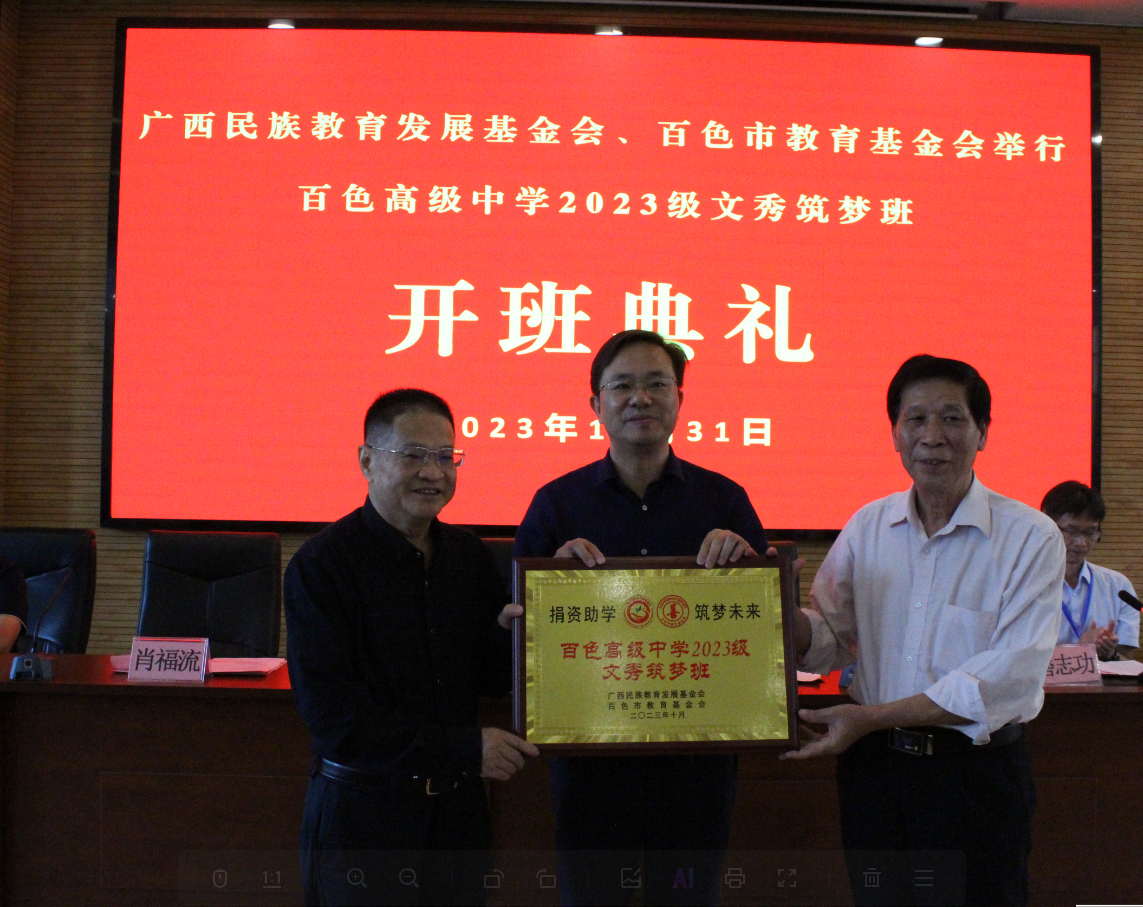 广西民族教育发展基金会、百色市教育基金会举行
百色高级中学2023级文秀筑梦班
开班典礼
023年1 31日
捐资助学 筑梦未来
百色高级中学2023级
文秀筑梦班
广西民族教育发展基金会
百色市教育基金会
二〇二三年十月
肖福流
志功
1:1
AI